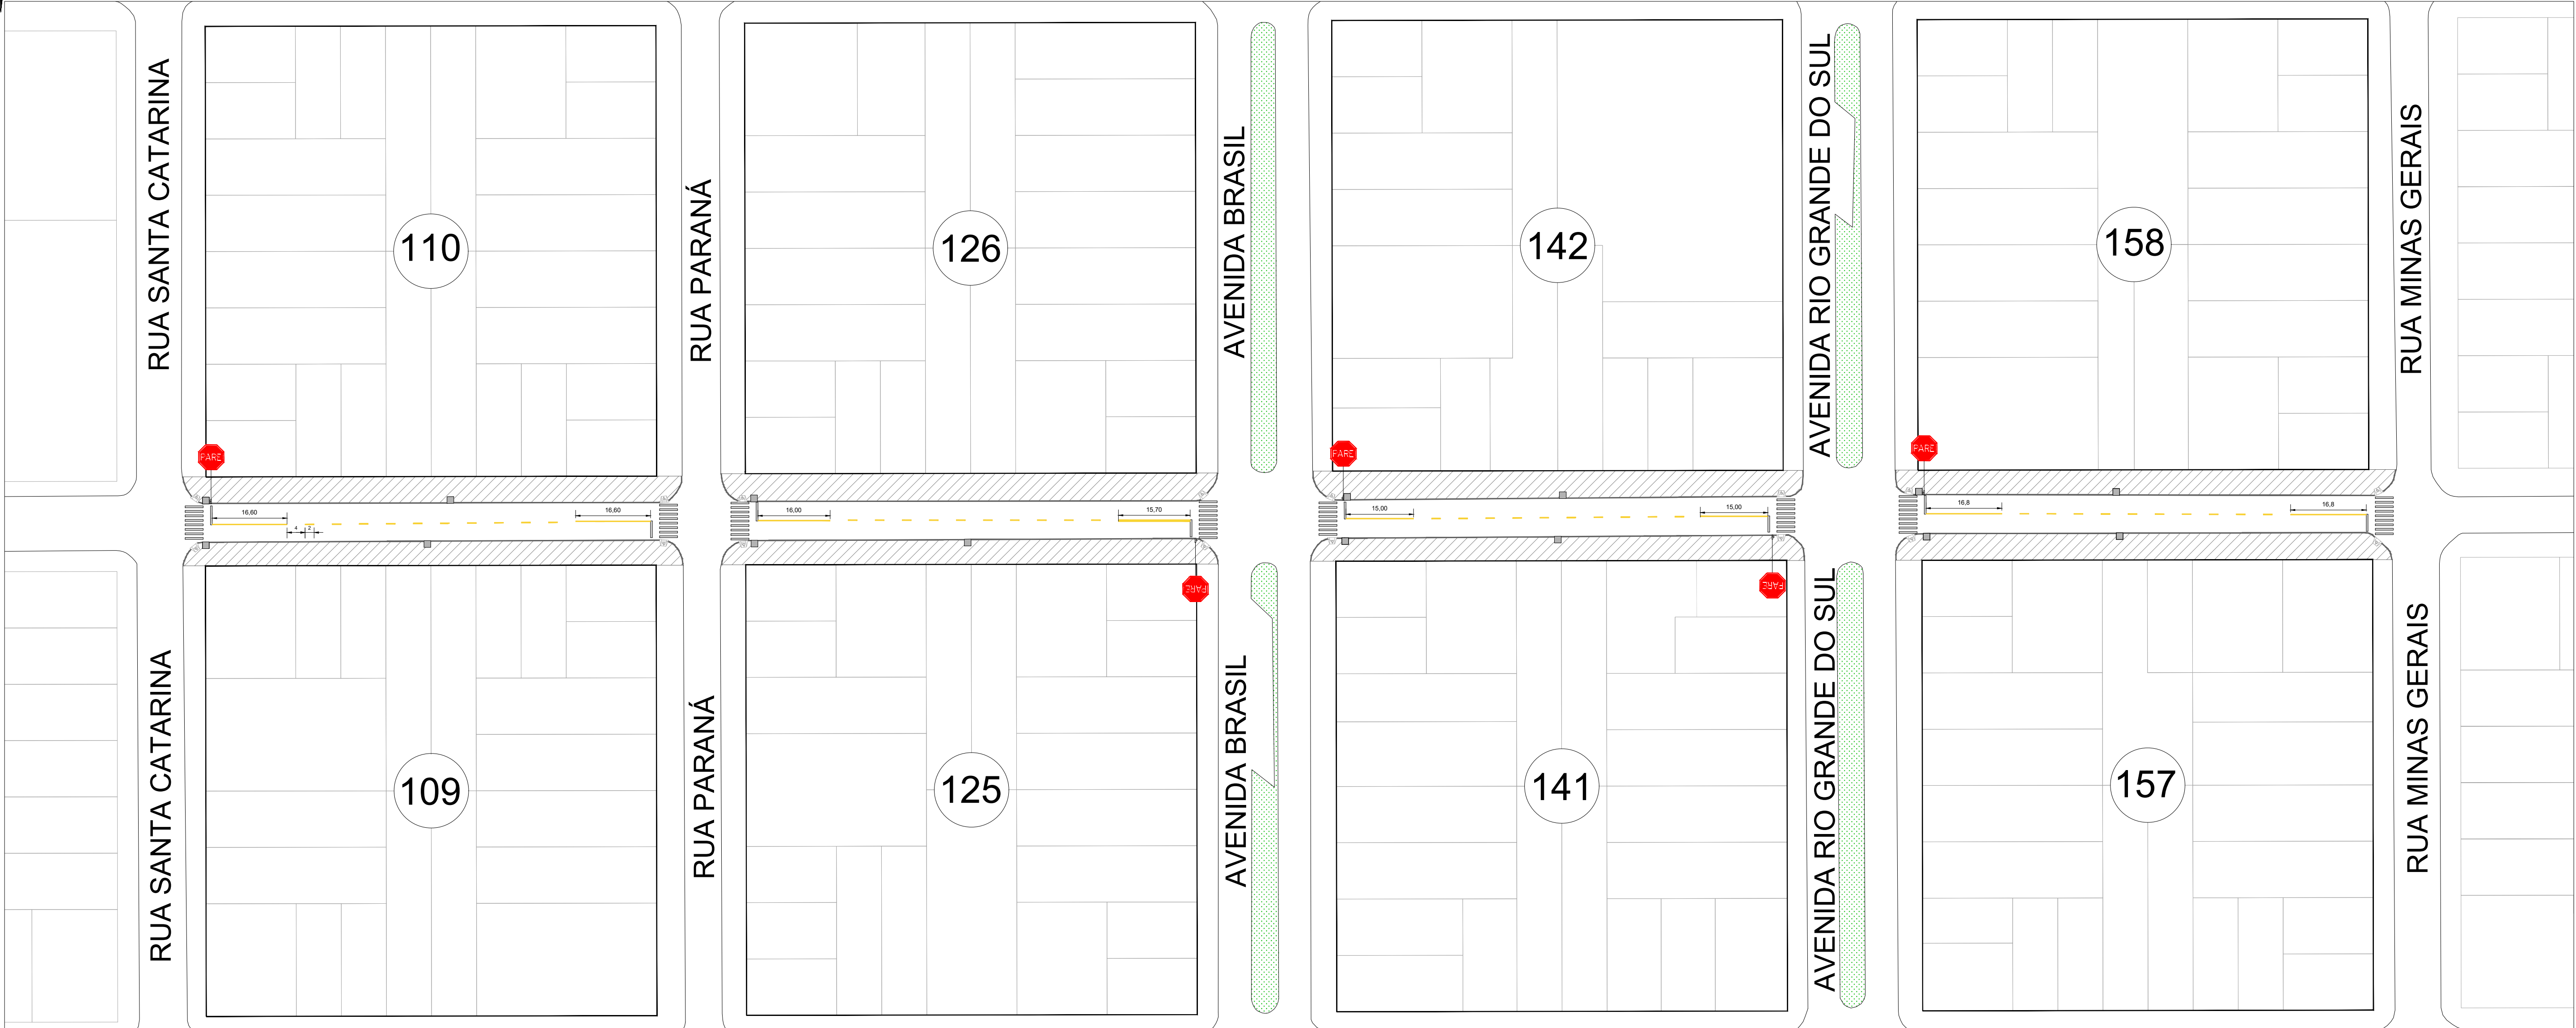 RUA SANTA CATARINA
110
RUA PARANÁ
126
AVENIDA BRASIL
142
AVENIDA RIO GRANDE DO SUL
158
RUA MINAS GERAIS
PARE
PARE
PARE
16,60
4
2
16,60
16,00
15,70
15,00
15,00
16,8
16,8
PARE
PARE
RUA SANTA CATARINA
109
RUA PARANÁ
125
AVENIDA BRASIL
141
AVENIDA RIO GRANDE DO SUL
157
RUA MINAS GERAIS